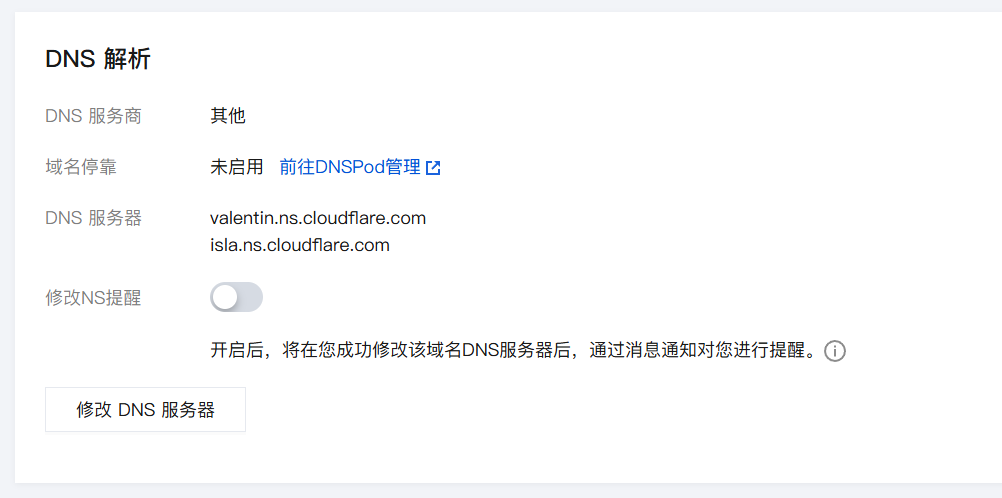 DNS 解析
DNS 服务商 其他
域名停靠 未启用 前往DNSPod管理
DNS 服务器 valentin.ns.cloudflare.com
isla.ns.cloudflare.com
修改NS提醒
开启后，将在您成功修改该域名DNS服务器后，通过消息通知对您进行提醒。
修改 DNS 服务器